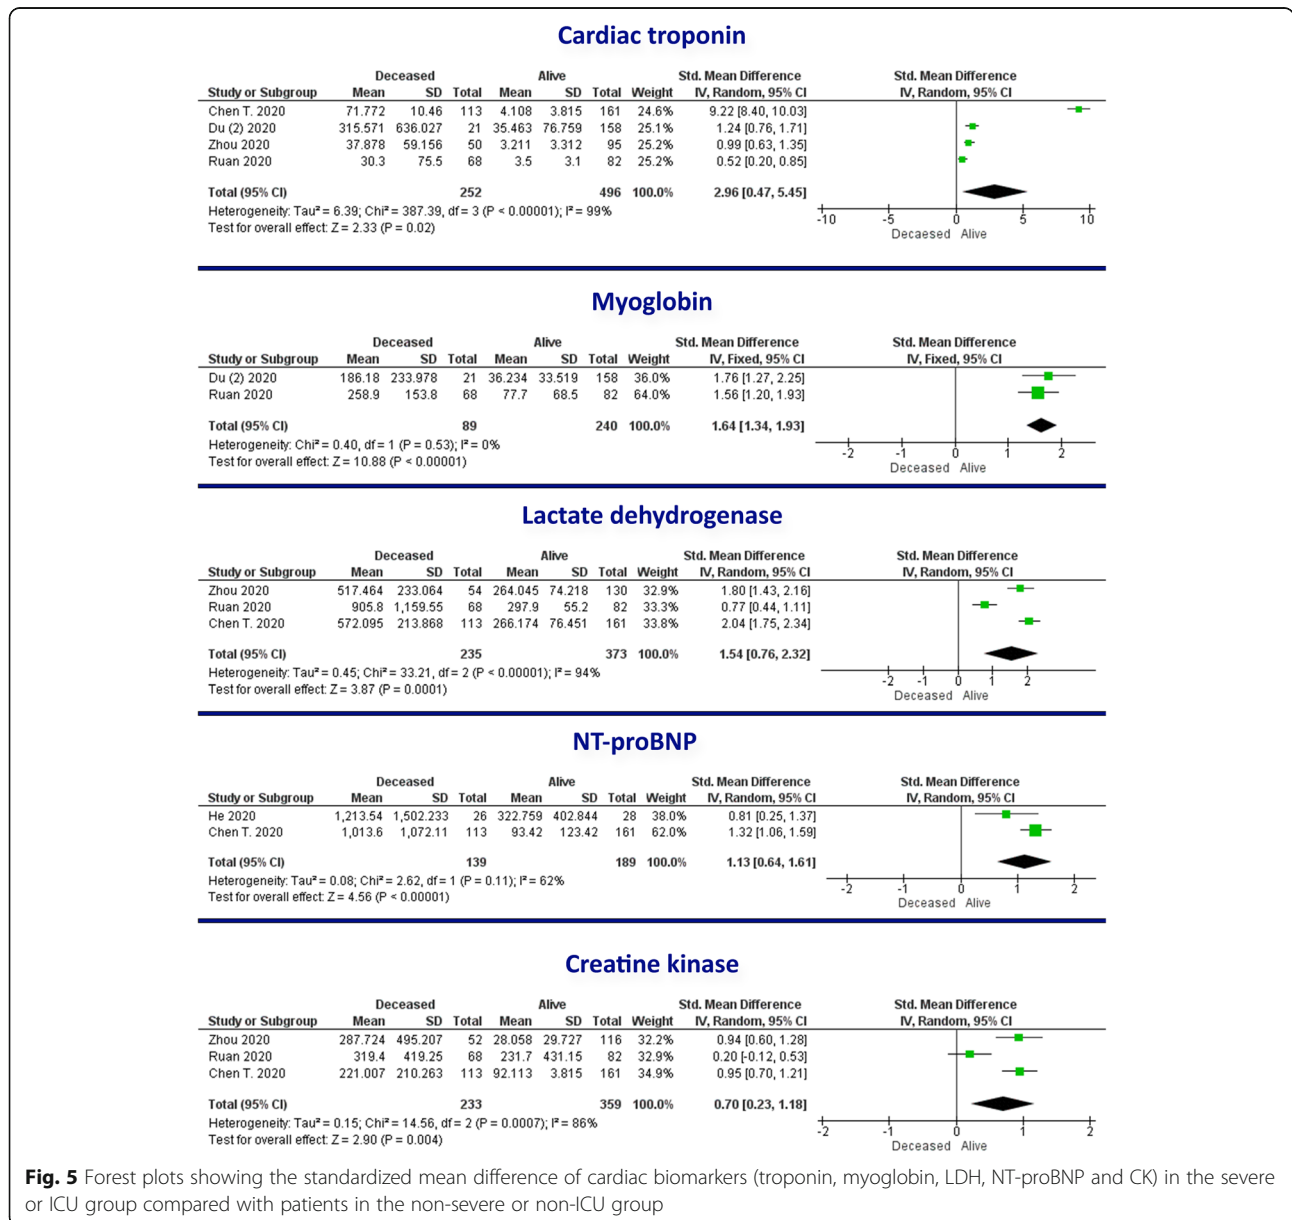 Cardiac troponin
Deceased Alive Std. Mean Difference Std. Mean Difference
Study or Subgroup Mean SD Total Mean SD Total Weight IV, Random, 95% CI IV, Random, 95% CI
Chen T. 2020 71.772 10.46 113 4.108 3.815 161 24.6% 9.22 [8.40, 10.03]
Du (2) 2020 315.571 636.027 21 35.463 76.759 158 25.1% 1.24 [0.76, 1.71]
Zhou 2020 37.878 59.156 50 3.211 3.312 95 25.2% 0.99 [0.63, 1.35]
Ruan 2020 30.3 75.5 68 3.5 3.1 82 25.2% 0.52 [0.20, 0.85]
Total (95% CI) 252 496 100.0% 2.96 [0.47, 5.45]
Heterogeneity: Tau² = 6.39; Chi² = 387.39, df = 3 (P < 0.00001); I² = 99%
Test for overall effect: Z = 2.33 (P = 0.02)
-10 -5 0 5 10
Decaesed Alive
Myoglobin
Deceased Alive Std. Mean Difference Std. Mean Difference
Study or Subgroup Mean SD Total Mean SD Total Weight IV, Fixed, 95% CI IV, Fixed, 95% CI
Du (2) 2020 186.18 233.978 21 36.234 33.519 158 36.0% 1.76 [1.27, 2.25]
Ruan 2020 258.9 153.8 68 77.7 68.5 82 64.0% 1.56 [1.20, 1.93]
Total (95% CI) 89 240 100.0% 1.64 [1.34, 1.93]
Heterogeneity: Chi² = 0.40, df = 1 (P = 0.53); I² = 0%
Test for overall effect: Z = 10.88 (P < 0.00001)
-2 -1 0 1 2
Deceased Alive
Lactate dehydrogenase
Deceased Alive Std. Mean Difference Std. Mean Difference
Study or Subgroup Mean SD Total Mean SD Total Weight IV, Random, 95% CI IV, Random, 95% CI
Zhou 2020 517.464 233.064 54 264.045 74.218 130 32.9% 1.80 [1.43, 2.16]
Ruan 2020 905.8 1,159.55 68 297.9 55.2 82 33.3% 0.77 [0.44, 1.11]
Chen T. 2020 572.095 213.868 113 266.174 76.451 161 33.8% 2.04 [1.75, 2.34]
Total (95% CI) 235 373 100.0% 1.54 [0.76, 2.32]
Heterogeneity: Tau² = 0.45; Chi² = 33.21, df = 2 (P < 0.00001); I² = 94%
Test for overall effect: Z = 3.87 (P = 0.0001)
-2 -1 0 1 2
Deceased Alive
NT-proBNP
Deceased Alive Std. Mean Difference Std. Mean Difference
Study or Subgroup Mean SD Total Mean SD Total Weight IV, Random, 95% CI IV, Random, 95% CI
He 2020 1,213.54 1,502.233 26 322.759 402.844 28 38.0% 0.81 [0.25, 1.37]
Chen T. 2020 1,013.6 1,072.11 113 93.42 123.42 161 62.0% 1.32 [1.06, 1.59]
Total (95% CI) 139 189 100.0% 1.13 [0.64, 1.61]
Heterogeneity: Tau² = 0.08; Chi² = 2.62, df = 1 (P = 0.11); I² = 62%
Test for overall effect: Z = 4.56 (P < 0.00001)
-2 -1 0 1 2
Deceased Alive
Creatine kinase
Deceased Alive Std. Mean Difference Std. Mean Difference
Study or Subgroup Mean SD Total Mean SD Total Weight IV, Random, 95% CI IV, Random, 95% CI
Zhou 2020 287.724 495.207 52 28.058 29.727 116 32.2% 0.94 [0.60, 1.28]
Ruan 2020 319.4 419.25 68 231.7 431.15 82 32.9% 0.20 [-0.12, 0.53]
Chen T. 2020 221.007 210.263 113 92.113 3.815 161 34.9% 0.95 [0.70, 1.21]
Total (95% CI) 233 359 100.0% 0.70 [0.23, 1.18]
Heterogeneity: Tau² = 0.15; Chi² = 14.56, df = 2 (P = 0.0007); I² = 86%
Test for overall effect: Z = 2.90 (P = 0.004)
-2 -1 0 1 2
Deceased Alive
Fig. 5 Forest plots showing the standardized mean difference of cardiac biomarkers (troponin, myoglobin, LDH, NT-proBNP and CK) in the severe
or ICU group compared with patients in the non-severe or non-ICU group